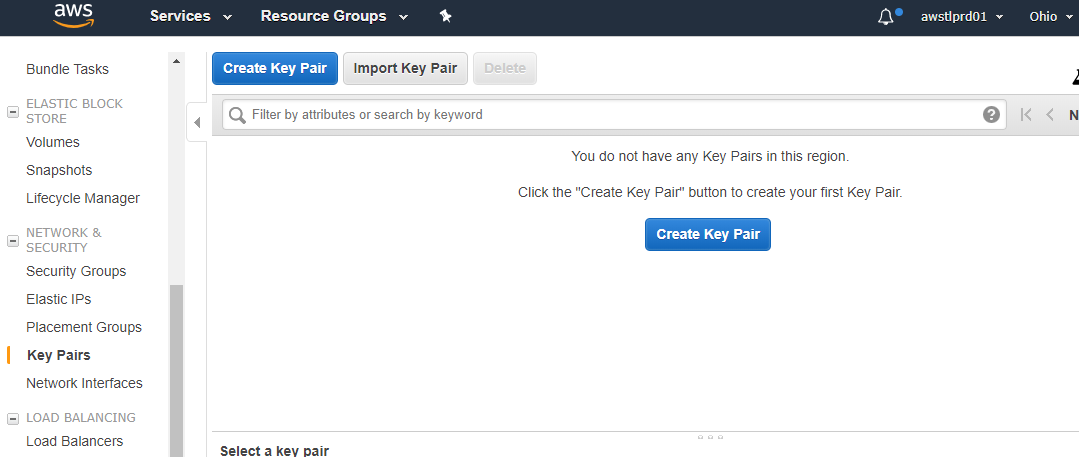 aws
Services
Resource Groups
awstlprd01
Ohio
Bundle Tasks
ELASTIC BLOCK
STORE
Volumes
Snapshots
Lifecycle Manager
NETWORK &
SECURITY
Security Groups
Elastic IPs
Placement Groups
Key Pairs
Network Interfaces
LOAD BALANCING
Load Balancers
Create Key Pair
Import Key Pair
Delete
Filter by attributes or search by keyword
?
N
You do not have any Key Pairs in this region.
Click the "Create Key Pair" button to create your first Key Pair.
Create Key Pair
Select a key pair